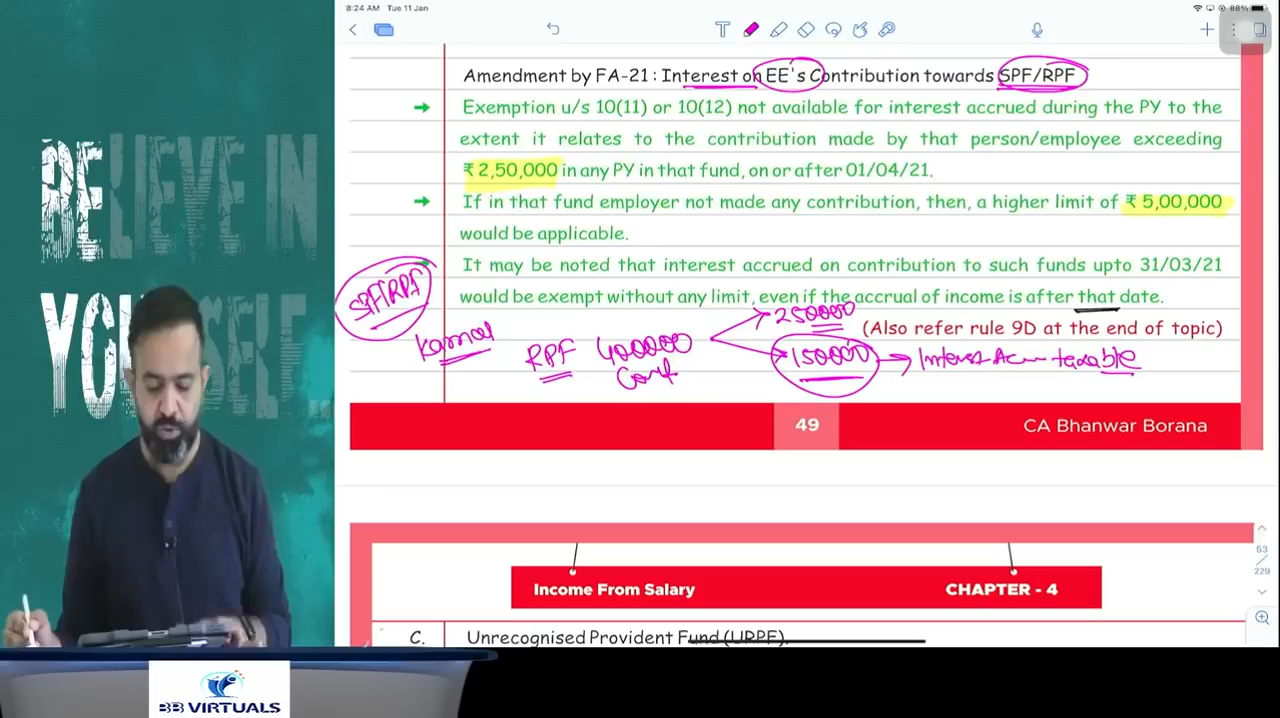 8:24 AM Tue 11 Jan
88%
Amendment by FA-21 : Interest on EE's Contribution towards SPF/RPF
Exemption u/s 10(11) or 10(12) not available for interest accrued during the PY to the
extent it relates to the contribution made by that person/employee exceeding
₹ 2,50,000 in any PY in that fund, on or after 01/04/21.
If in that fund employer not made any contribution, then, a higher limit of ₹ 5,00,000
would be applicable.
It may be noted that interest accrued on contribution to such funds upto 31/03/21
would be exempt without any limit, even if the accrual of income is after that date.
SPF/RPF
250000
(Also refer rule 9D at the end of topic)
RPF 400000
150000
Interest
taxable
49
CA Bhanwar Borana
Income From Salary
CHAPTER - 4
53
229
C. Unrecognised Provident Fund (URPF).
BELIEVE IN
BB VIRTUALS